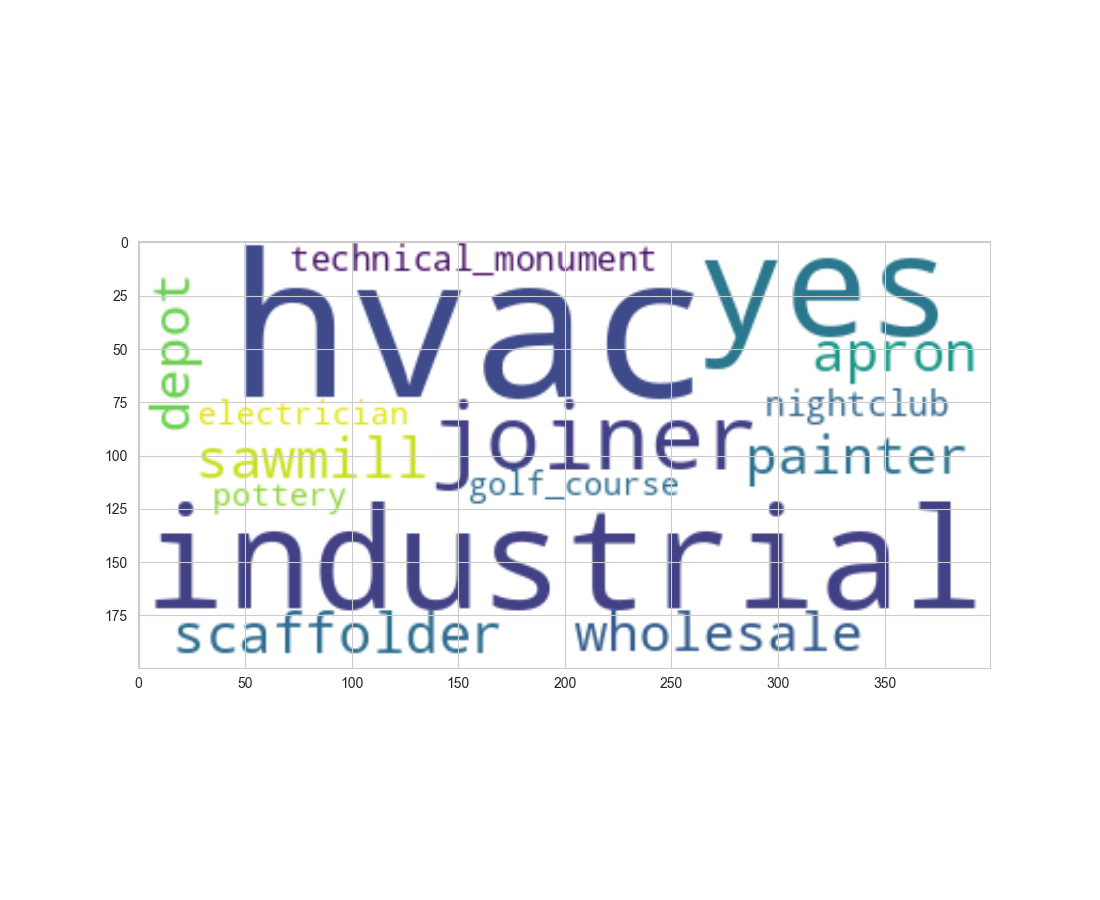 technical_monument
yes
hvac
depot
apron
nightclub
electrician
joiner
sawmill
painter
golf_course
pottery
industrial
scaffolder
wholesale
0
25
50
75
100
125
150
175
0 50 100 150 200 250 300 350